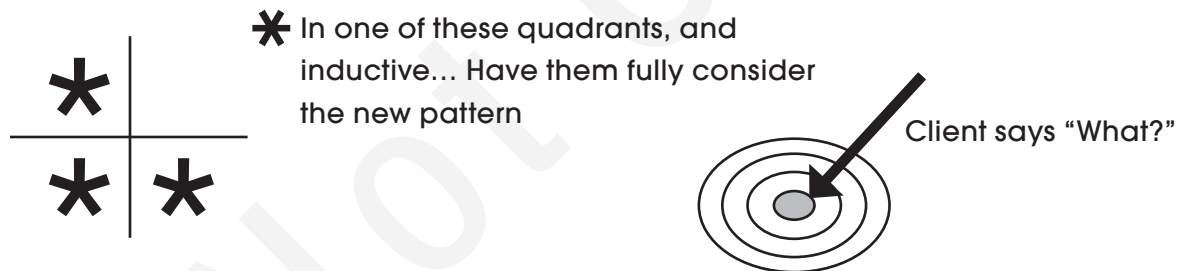 * In one of these quadrants, and
inductive... Have them fully consider
the new pattern
Client says “What?”
* 
* *